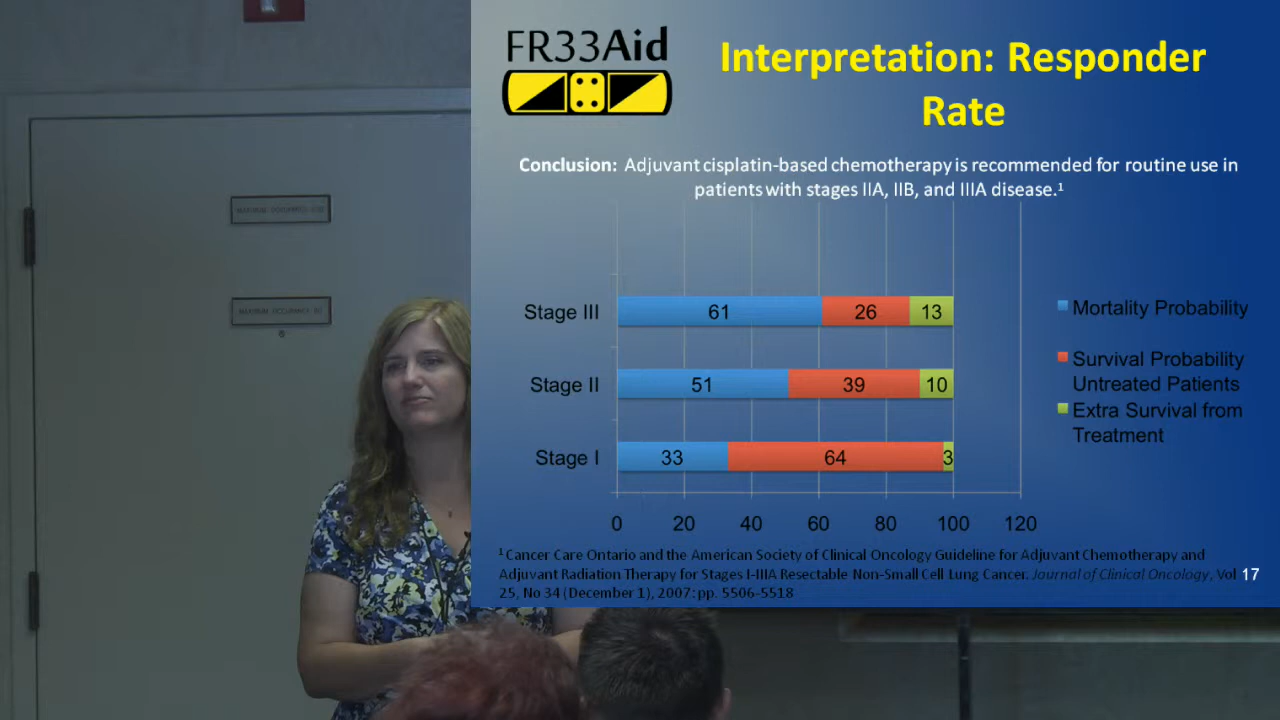 FR33Aid
Interpretation: Responder
Rate
Conclusion: Adjuvant cisplatin-based chemotherapy is recommended for routine use in
patients with stages IIA, IIB, and IIIA disease.¹
Stage III
61
26
13
Stage II
51
39
10
Stage I
33
64
3
0 20 40 60 80 100 120
Mortality Probability
Survival Probability
Untreated Patients
Extra Survival from
Treatment
¹ Cancer Care Ontario and the American Society of Clinical Oncology Guideline for Adjuvant Chemotherapy and
Adjuvant Radiation Therapy for Stages I-IIIA Resectable Non-Small Cell Lung Cancer. Journal of Clinical Oncology, Vol
25, No 34 (December 1), 2007: pp. 5506-5518
17
MAXIMUM OCCUPANCY
MAXIMUM OCCUPANCY